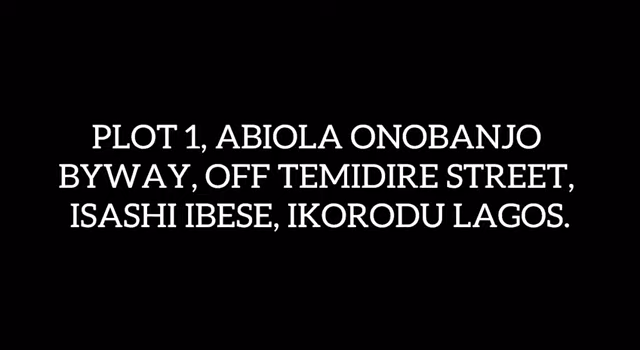 PLOT 1, ABIOLA ONOBANJO
BYWAY, OFF TEMIDIRE STREET,
ISASHI IBESE, IKORODU LAGOS.